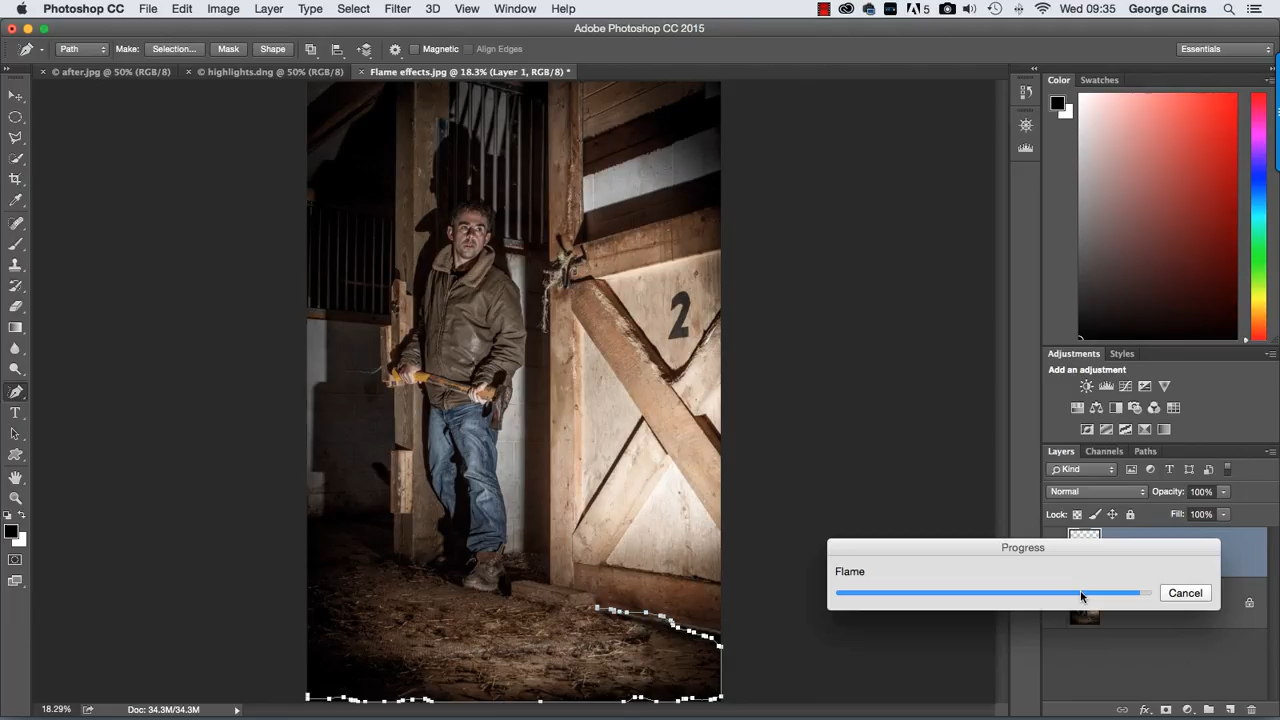 Photoshop CC File Edit Image Layer Type Select Filter 3D View Window Help 5 Wed 09:35 George Cairns
Adobe Photoshop CC 2015
Path Make: Selection... Mask Shape Magnetic Align Edges Essentials
× © after.jpg @ 50% (RGB/8) × © highlights.dng @ 50% (RGB/8) × Flame effects.jpg @ 18.3% (Layer 1, RGB/8) *
Color Swatches
2
Adjustments Styles
Add an adjustment
Layers Channels Paths
Kind
Normal Opacity: 100%
Lock: Fill: 100%
Progress
Flame
Cancel
18.29% Doc: 34.3M/34.3M